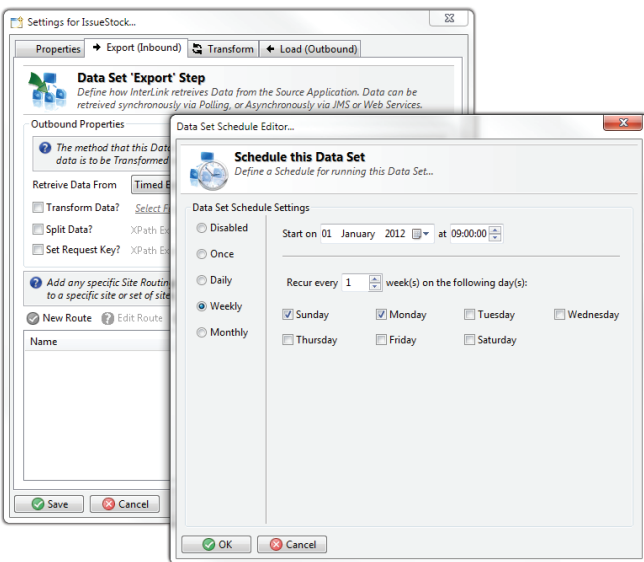 Settings for IssueStock...
Properties
Export (Inbound)
Transform
Load (Outbound)
Data Set 'Export' Step
Define how InterLink retreives Data from the Source Application. Data can be
retreived synchronously via Polling, or Asynchronously via JMS or Web Services.
Outbound Properties
The method that this Data
data is to be Transformed
Retreive Data From
Timed E
Transform Data?
Select F
Split Data?
XPath Ex
Set Request Key?
XPath Ex
Add any specific Site Routin
to a specific site or set of site
New Route
Edit Route
Name
Save
Cancel
Data Set Schedule Editor...
Schedule this Data Set
Define a Schedule for running this Data Set...
Data Set Schedule Settings
Disabled
Once
Daily
Weekly
Monthly
Start on 01 January 2012 at 09:00:00
Recur every 1 week(s) on the following day(s):
Sunday Monday Tuesday Wednesday
Thursday Friday Saturday
OK
Cancel